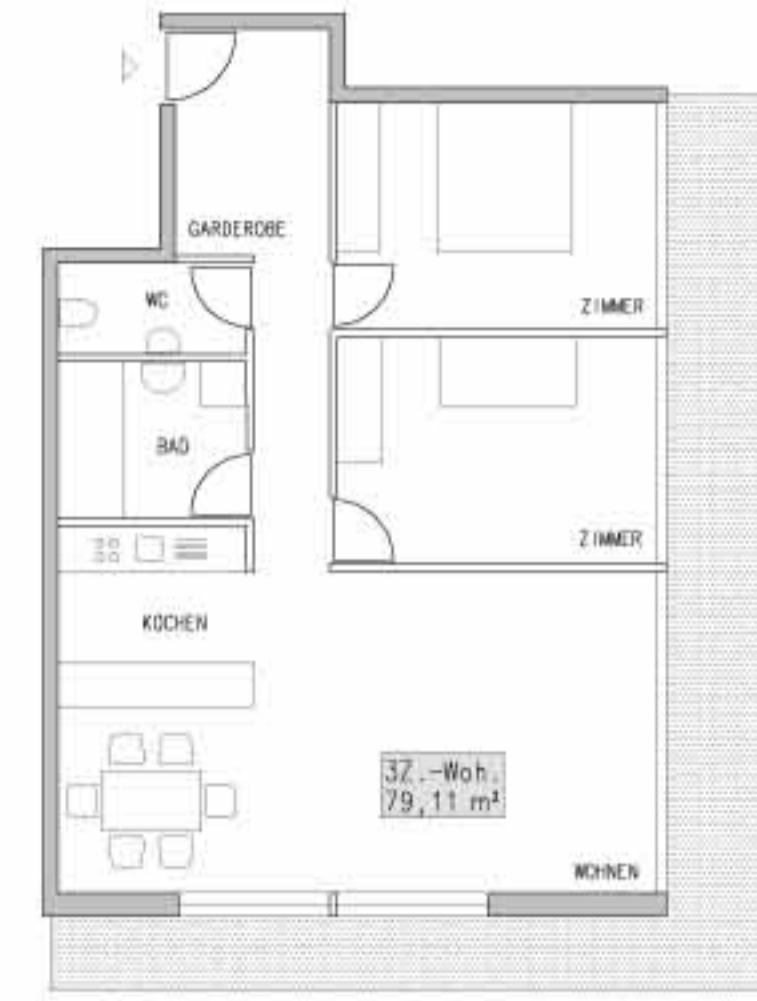 GARDEROBE
WC
ZIMMER
BAD
ZIMMER
KOCHEN
3Z.-Woh.
79,11 m²
WOHNEN